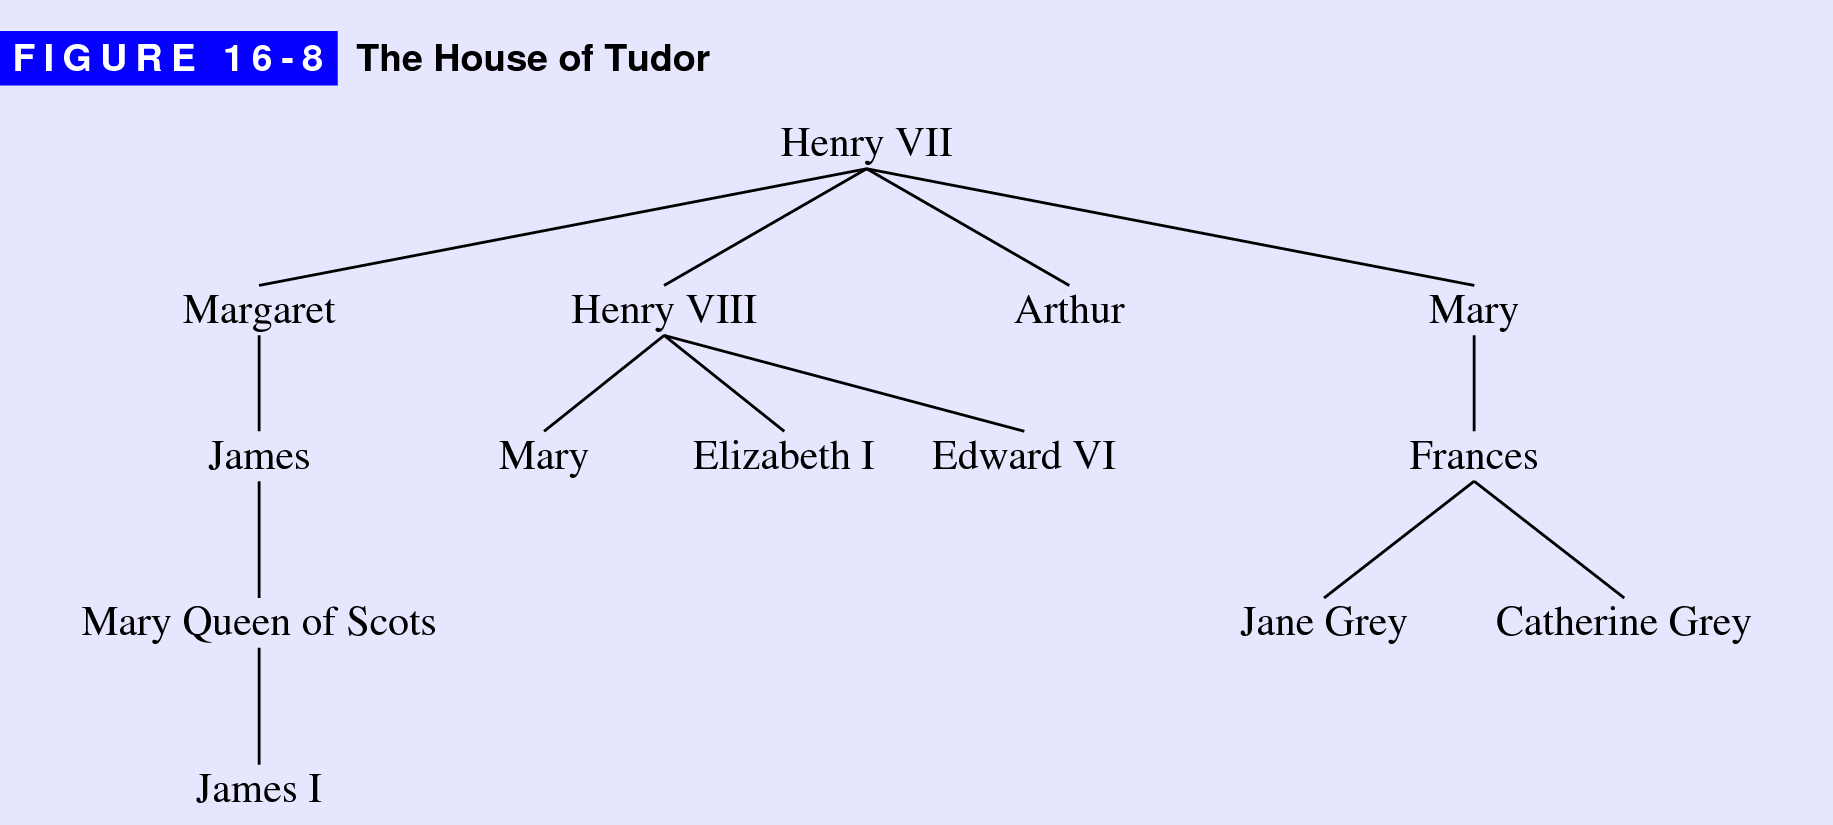 FIGURE 16-8 The House of Tudor
Henry VII
Margaret Henry VIII Arthur Mary
James Mary Elizabeth I Edward VI Frances
Mary Queen of Scots Jane Grey Catherine Grey
James I